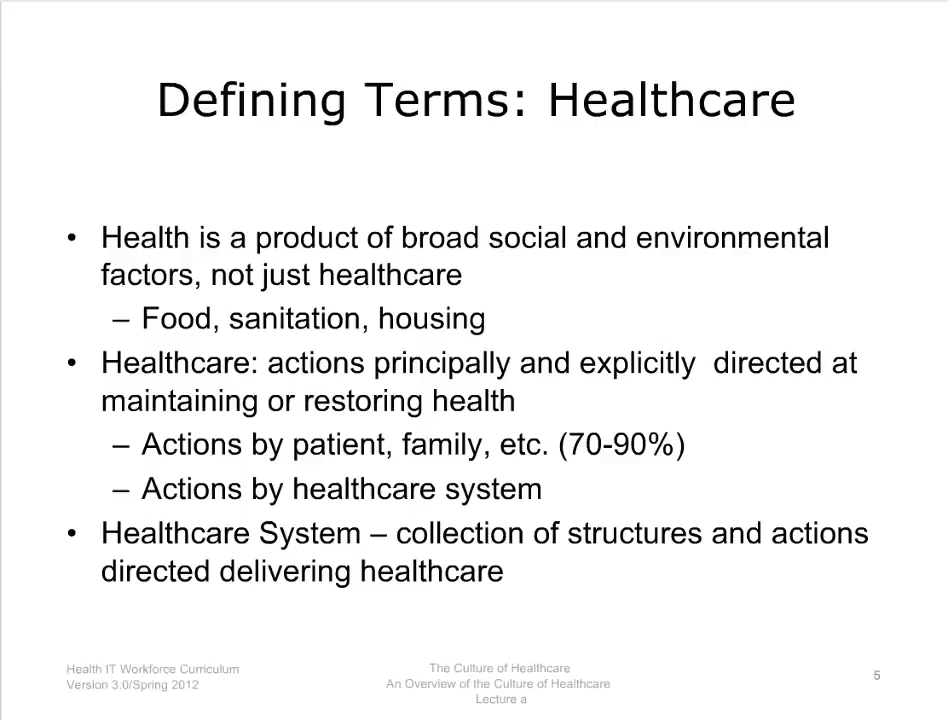 Defining Terms: Healthcare
• Health is a product of broad social and environmental
factors, not just healthcare
– Food, sanitation, housing
• Healthcare: actions principally and explicitly  directed at
maintaining or restoring health
– Actions by patient, family, etc. (70-90%)
– Actions by healthcare system
• Healthcare System – collection of structures and actions
directed delivering healthcare
Health IT Workforce Curriculum
Version 3.0/Spring 2012
The Culture of Healthcare
An Overview of the Culture of Healthcare
Lecture a
5